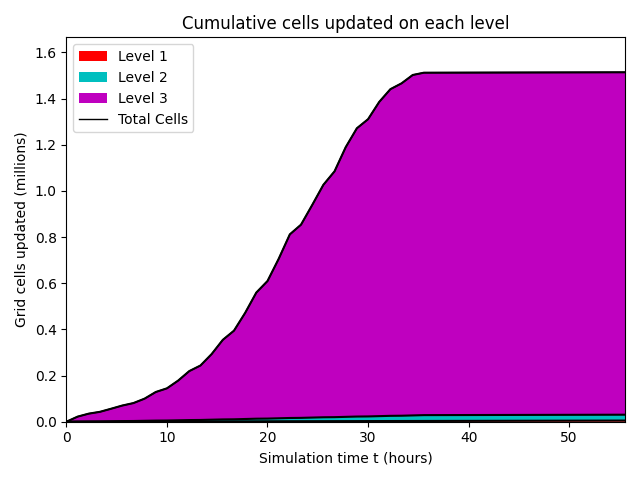 Cumulative cells updated on each level
Level 1
Level 2
Level 3
Total Cells
Grid cells updated (millions)
1.6
1.4
1.2
1.0
0.8
0.6
0.4
0.2
0.0
0 10 20 30 40 50
Simulation time t (hours)